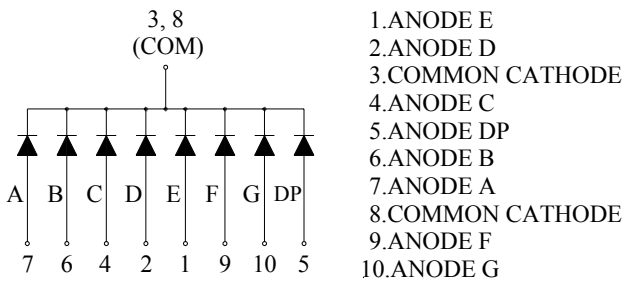 3, 8
(COM)
A B C D E F G DP
7 6 4 2 1 9 10 5
1.ANODE E
2.ANODE D
3.COMMON CATHODE
4.ANODE C
5.ANODE DP
6.ANODE B
7.ANODE A
8.COMMON CATHODE
9.ANODE F
10.ANODE G